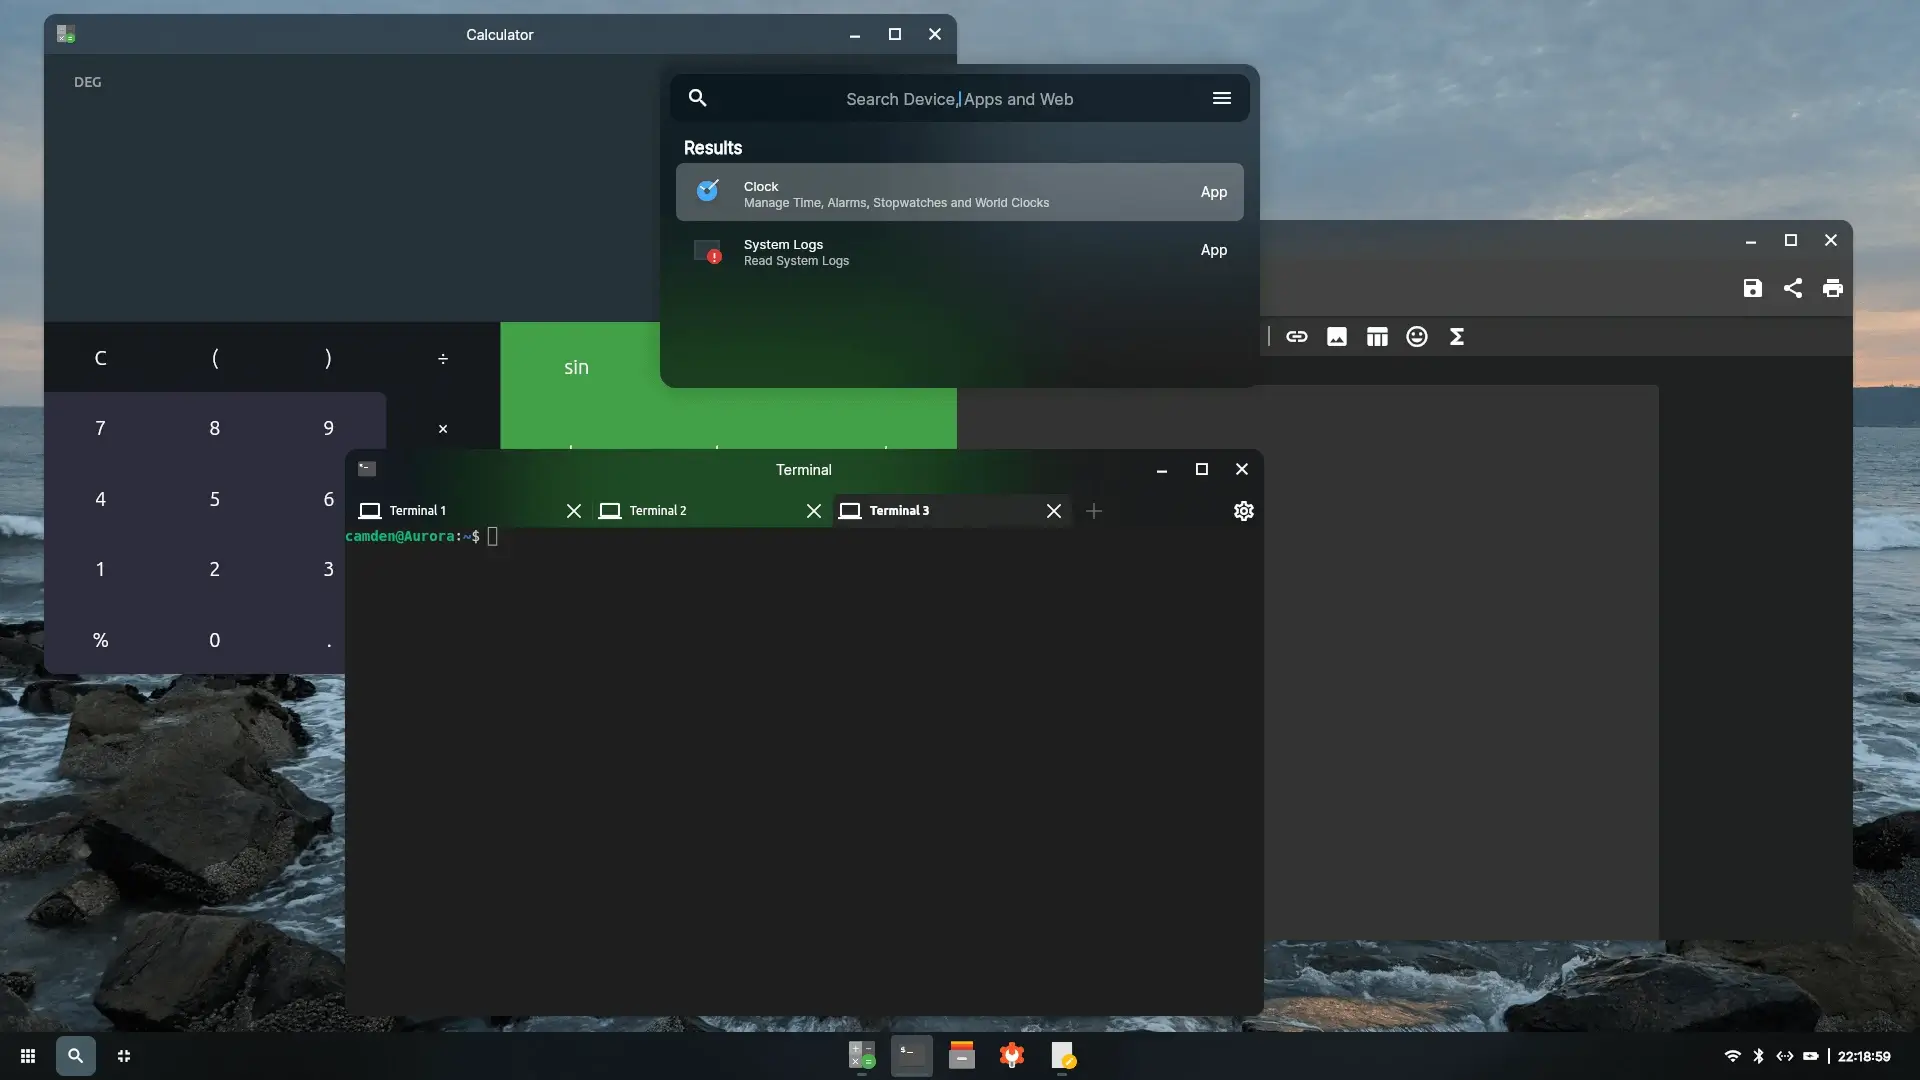 Calculator
DEG
Search Device, Apps and Web
Results
Clock
Manage Time, Alarms, Stopwatches and World Clocks
App
System Logs
Read System Logs
App
C ( ) ÷
sin
7 8 9 ×
4 5 6
1 2 3
% 0 .
Terminal
Terminal 1
Terminal 2
Terminal 3
camden@Aurora:~$
22:18:59